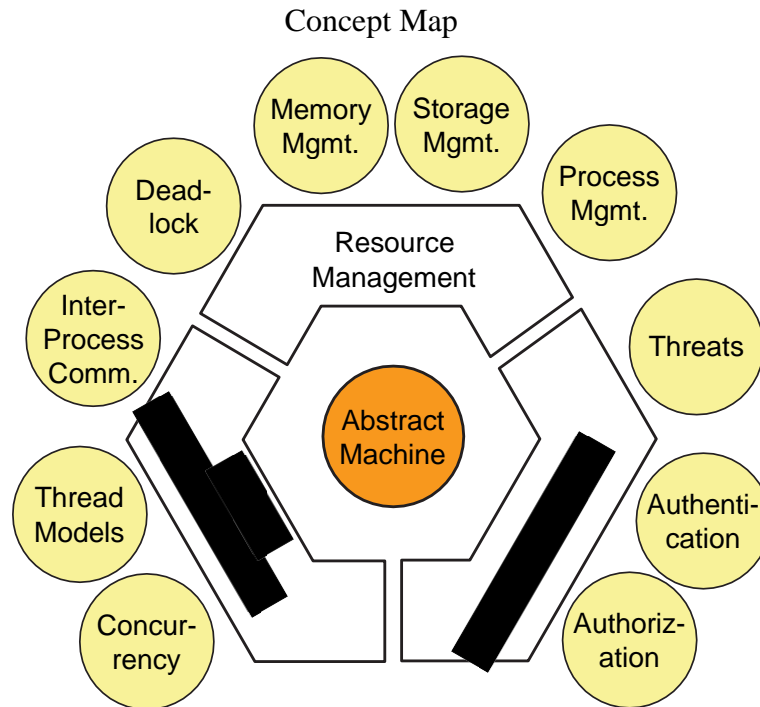 Concept Map
Memory
Mgmt.
Storage
Mgmt.
Process
Mgmt.
Dead-
lock
Resource
Management
Inter-
Process
Comm.
Threats
Abstract
Machine
Thread
Models
Authenti-
cation
Concur-
rency
Authoriz-
ation